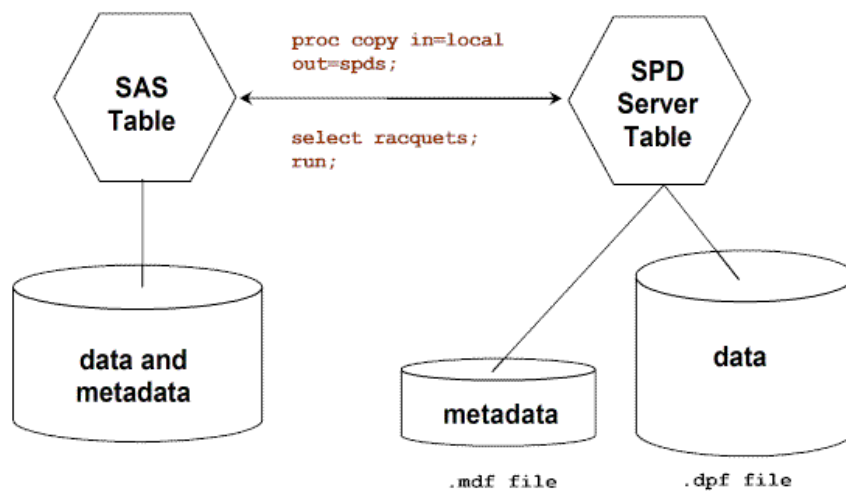 proc copy in=local
out=spds;
SAS
Table
SPD
Server
Table
select racquets;
run;
data and
metadata
metadata
data
.mdf file
.dpf file